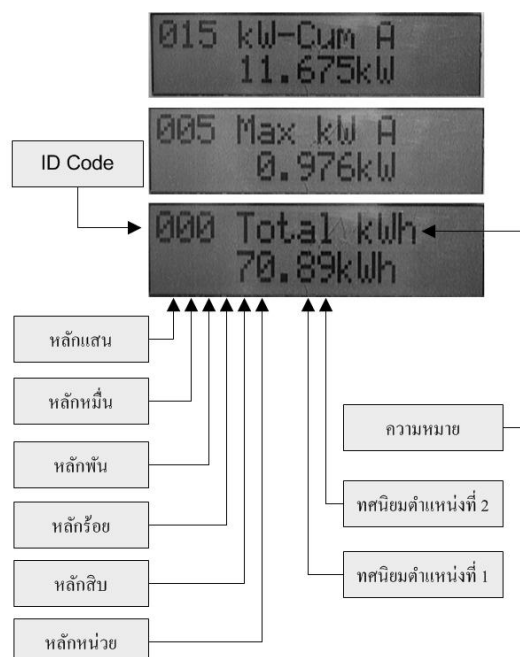 015 kW-Cum A
11.675kW
005 Max kW A
0.976kW
ID Code
000 Total kWh
70.89kWh
หลักแสน
หลักหมื่น
หลักพัน
หลักร้อย
หลักสิบ
หลักหน่วย
ความหมาย
ทศนิยมตำแหน่งที่ 2
ทศนิยมตำแหน่งที่ 1